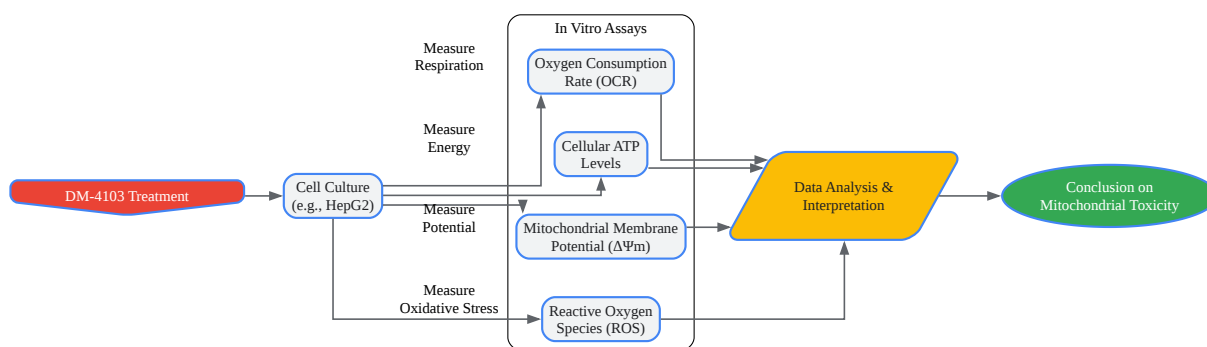 In Vitro Assays
Measure
Respiration
Oxygen Consumption
Rate (OCR)
Measure
Energy
Cellular ATP
Levels
DM-4103 Treatment
Cell Culture
(e.g., HepG2)
Measure
Potential
Mitochondrial Membrane
Potential (ΔΨm)
Data Analysis &
Interpretation
Conclusion on
Mitochondrial Toxicity
Measure
Oxidative Stress
Reactive Oxygen
Species (ROS)